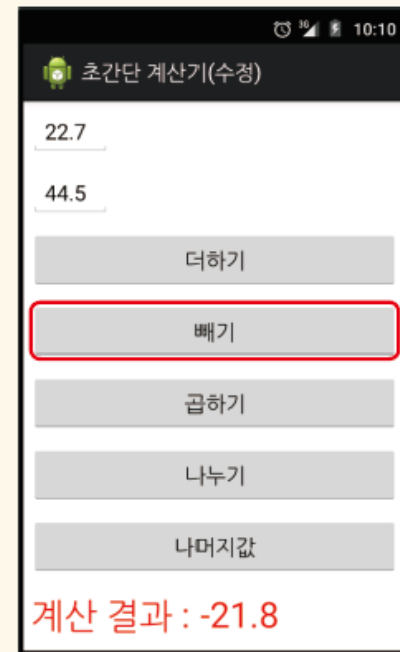 3G 10:10
초간단 계산기(수정)
22.7
44.5
더하기
빼기
곱하기
나누기
나머지값
계산 결과 : -21.8